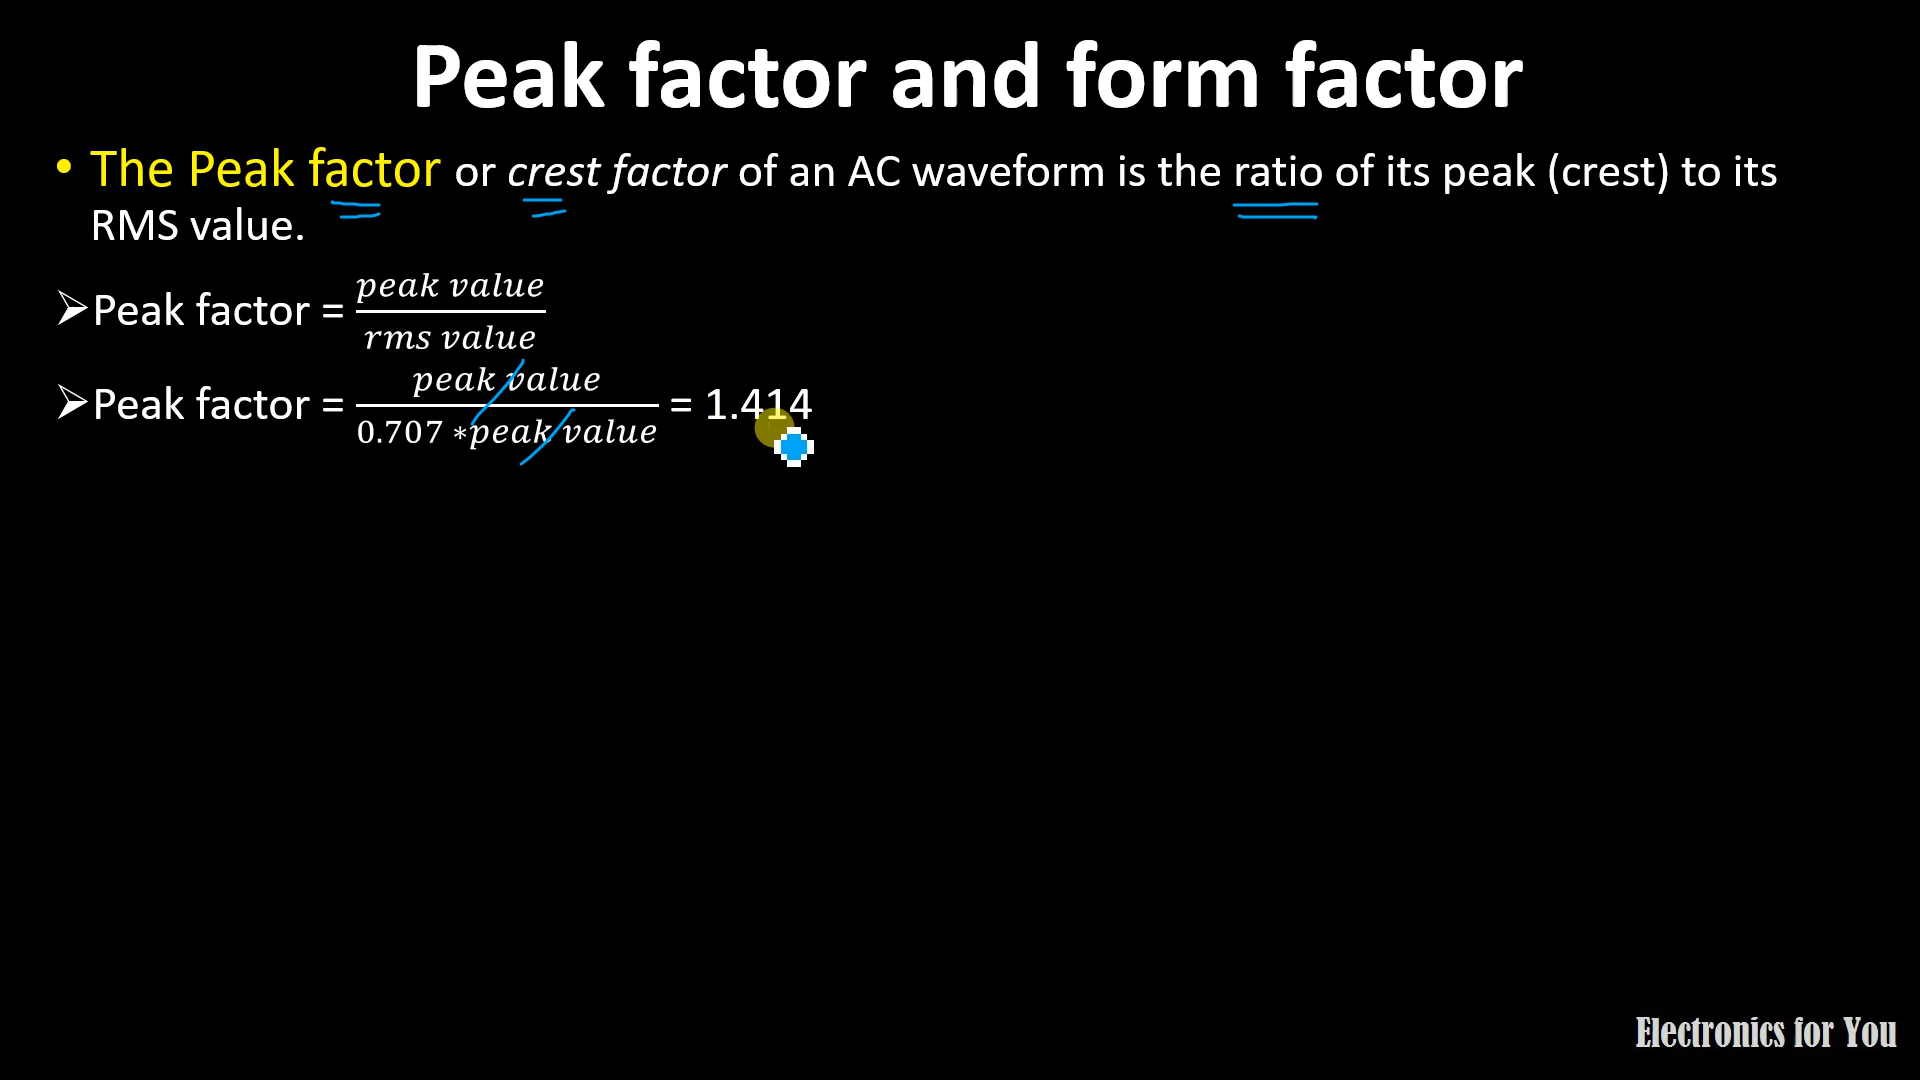 Peak factor and form factor
• The Peak factor or crest factor of an AC waveform is the ratio of its peak (crest) to its
RMS value.
➢Peak factor = peak value / rms value
➢Peak factor = peak value / 0.707 *peak value = 1.414
Electronics for You